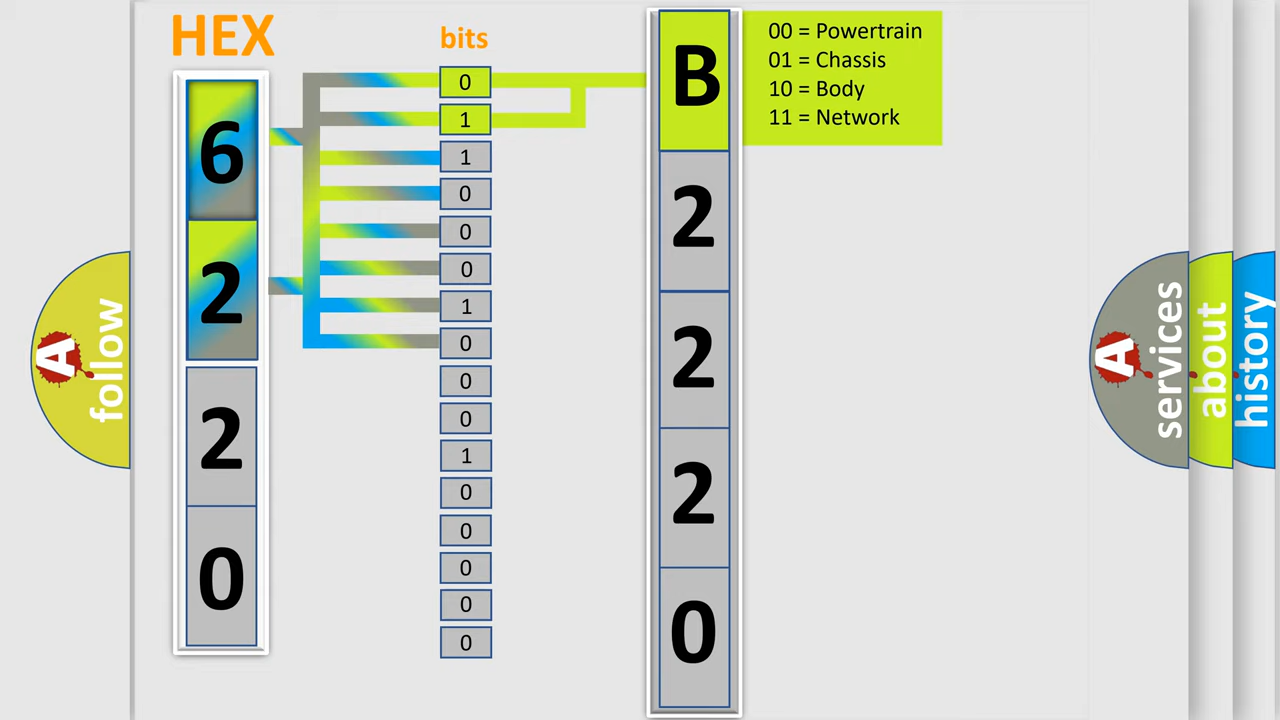 HEX
bits
6
2
2
0
0
1
1
0
0
0
1
0
0
0
1
0
0
0
0
0
B
2
2
2
0
00 = Powertrain
01 = Chassis
10 = Body
11 = Network
A
follow
A
services
about
history